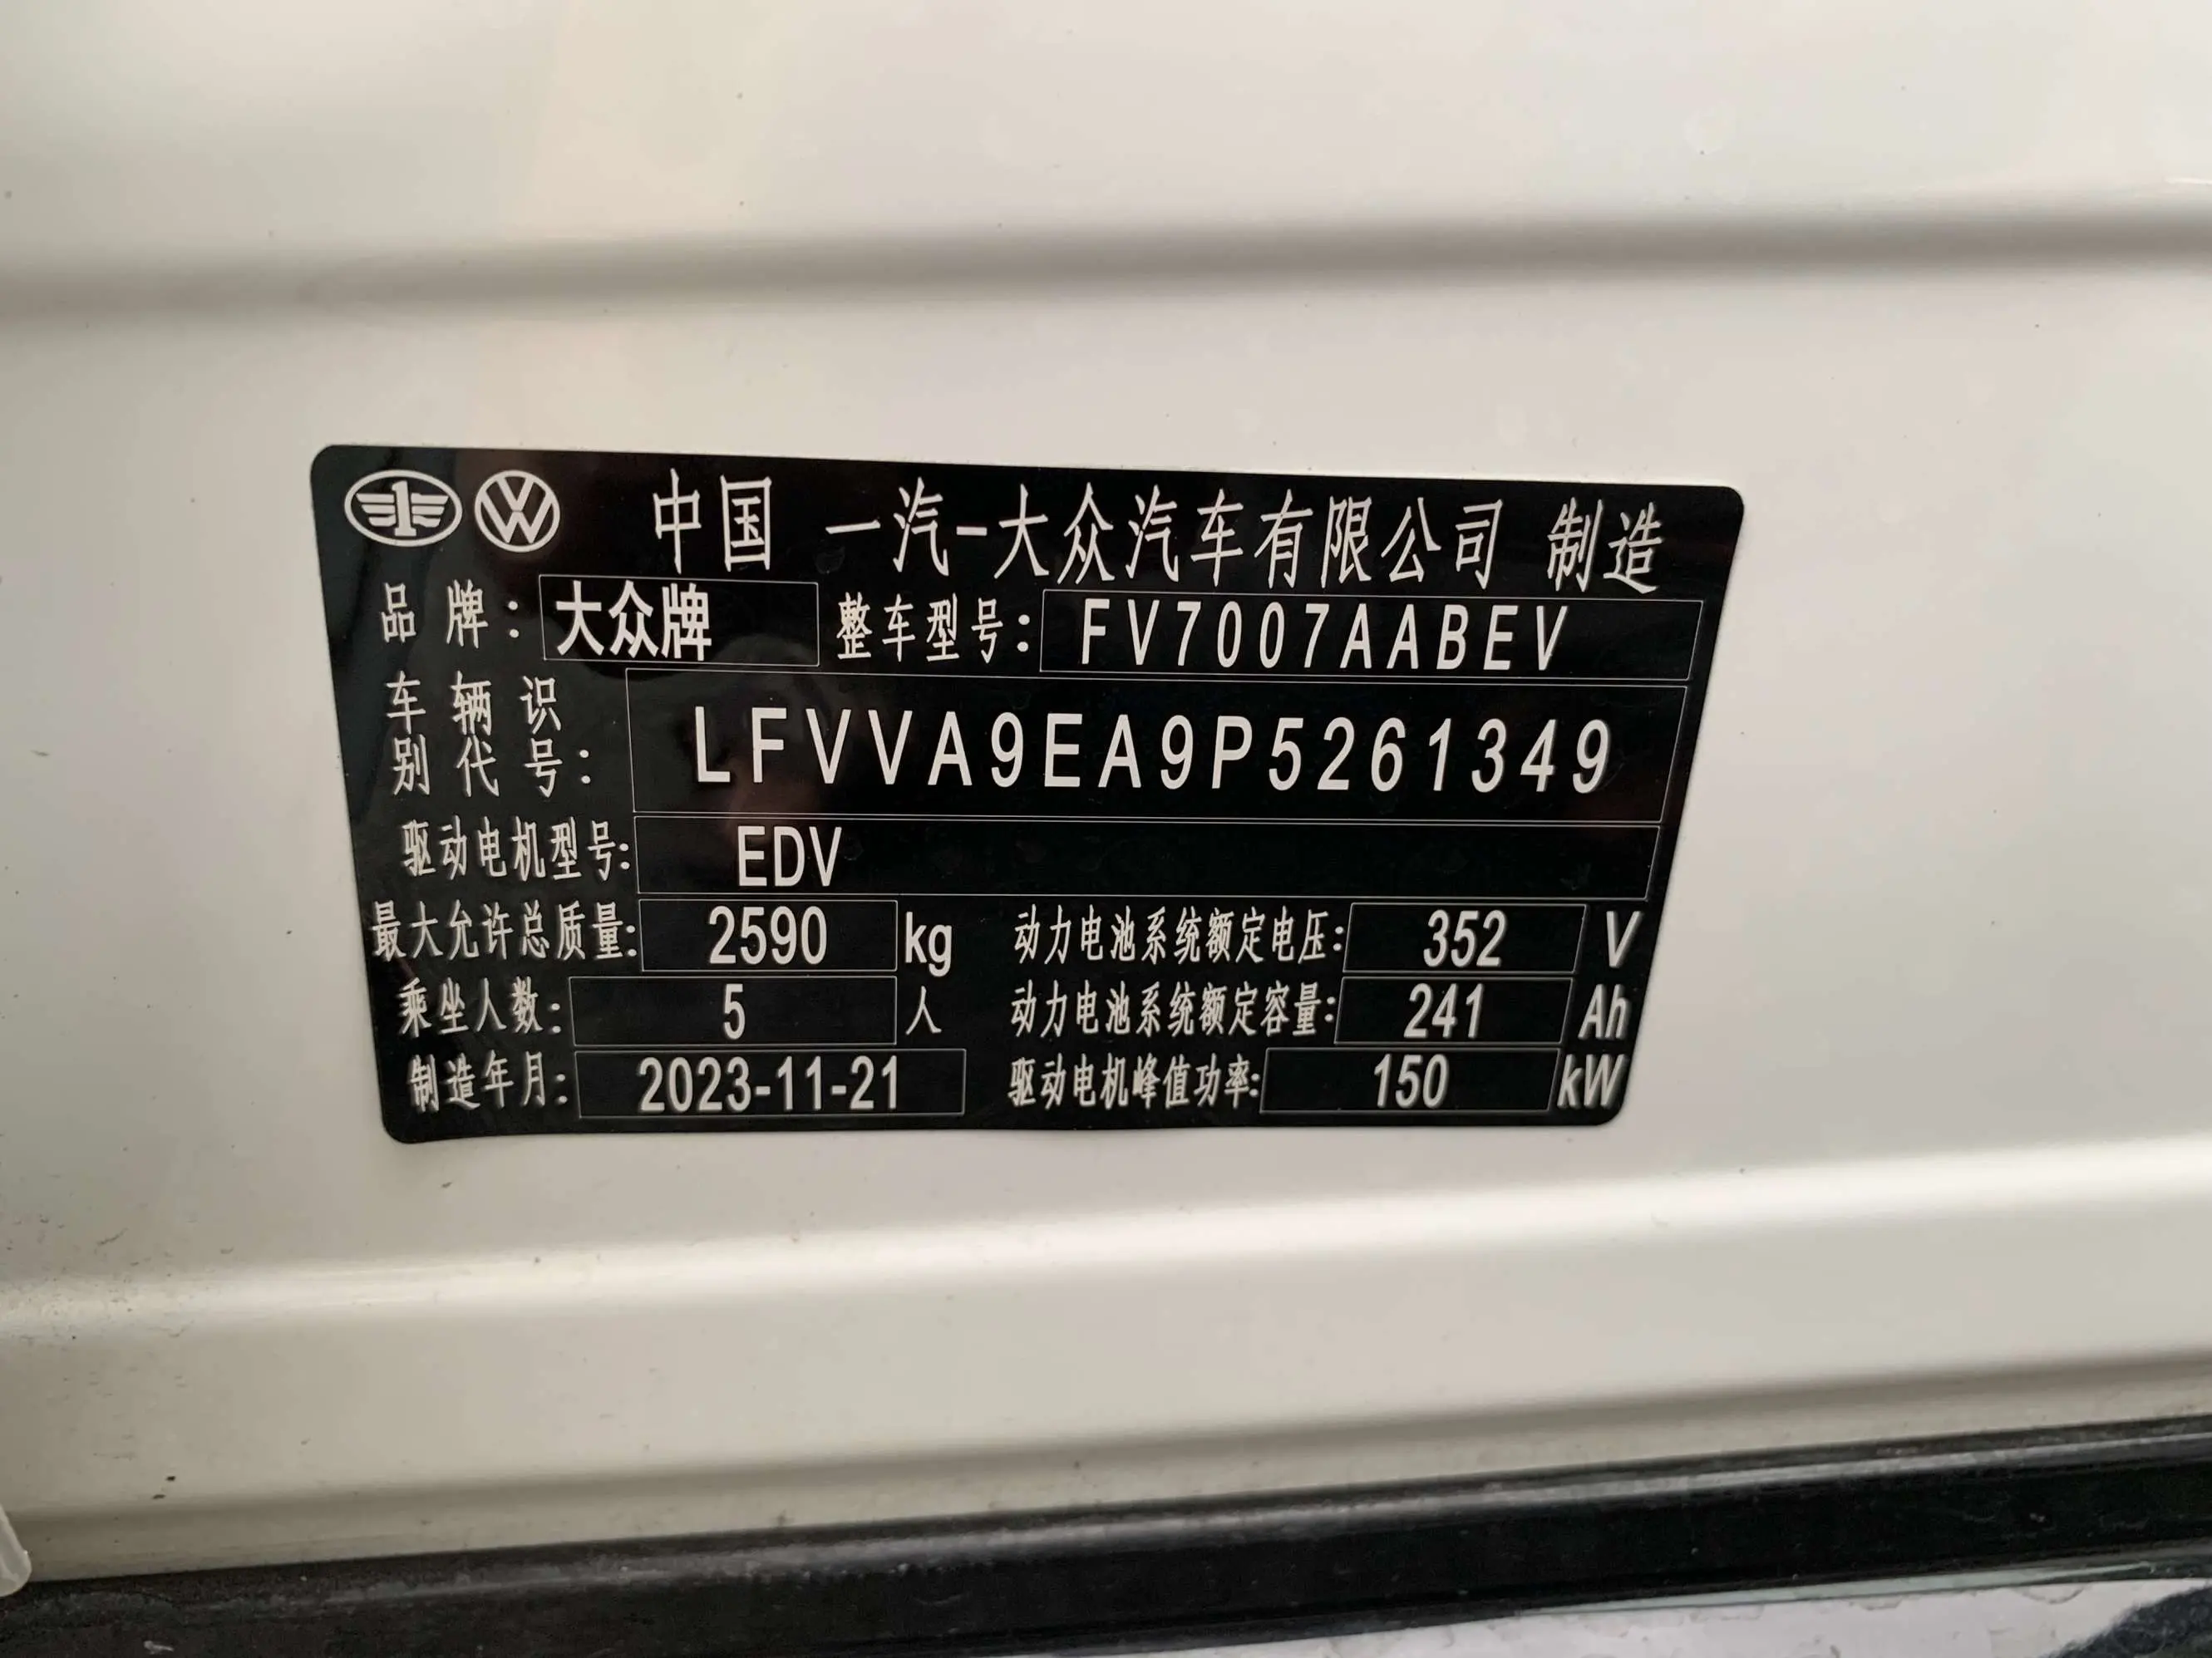 中国 一汽-大众汽车有限公司 制造
品牌: 大众牌 整车型号: FV7007AABEV
车辆识别代号: LFVVA9EA9P5261349
驱动电机型号: EDV
最大允许总质量: 2590 kg 动力电池系统额定电压: 352 V
乘坐人数: 5 人 动力电池系统额定容量: 241 Ah
制造年月: 2023-11-21 驱动电机峰值功率: 150 kW